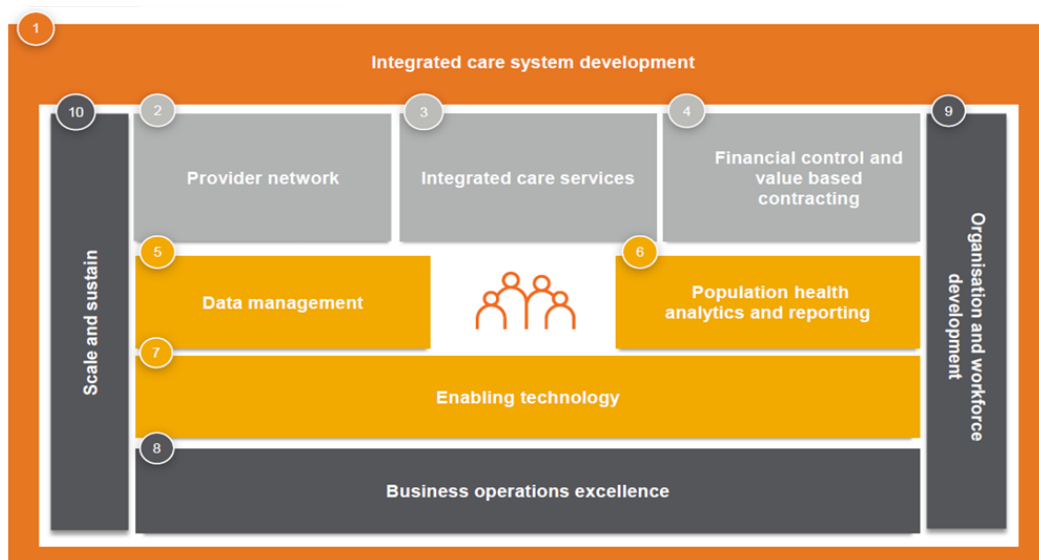 1
Integrated care system development
10
2
3
4
9
Provider network
Integrated care services
Financial control and
value based
contracting
Scale and sustain
Organisation and workforce
development
5
6
Data management
Population health
analytics and reporting
7
Enabling technology
8
Business operations excellence